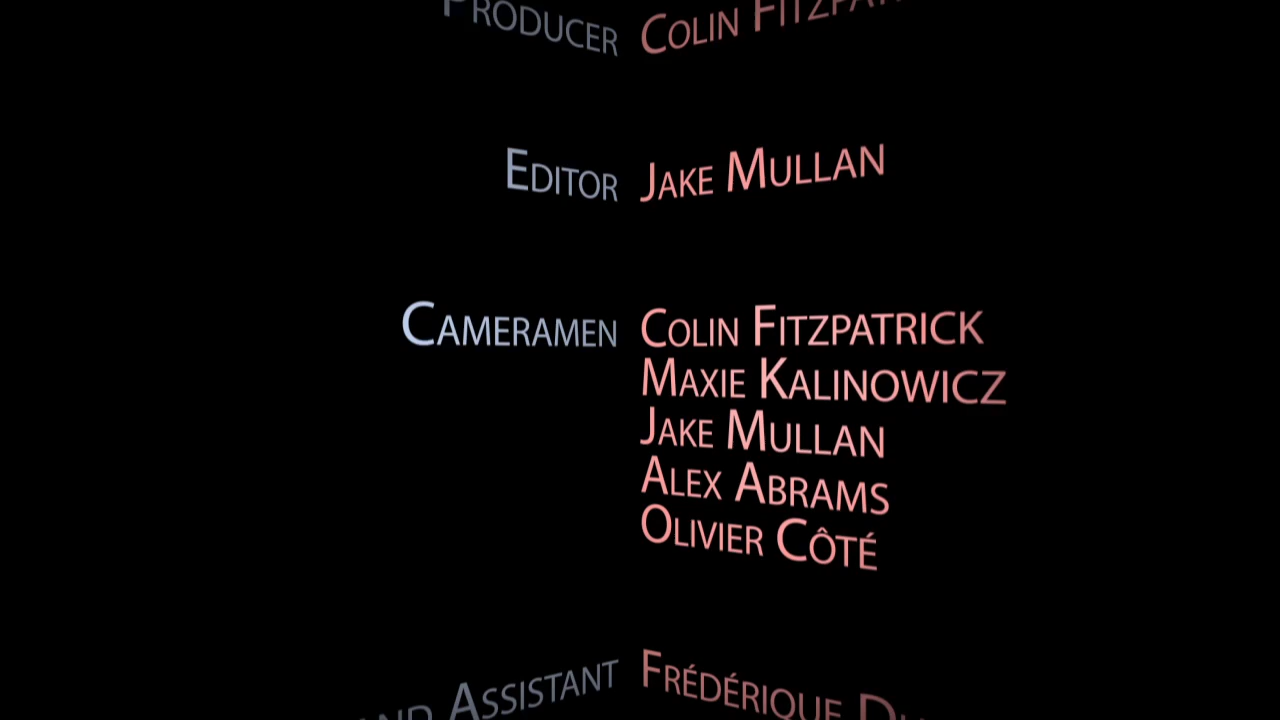 Producer Colin
Editor Jake Mullan
Cameramen Colin Fitzpatrick
Maxie Kalinowicz
Jake Mullan
Alex Abrams
Olivier Côté
Assistant Frédérique